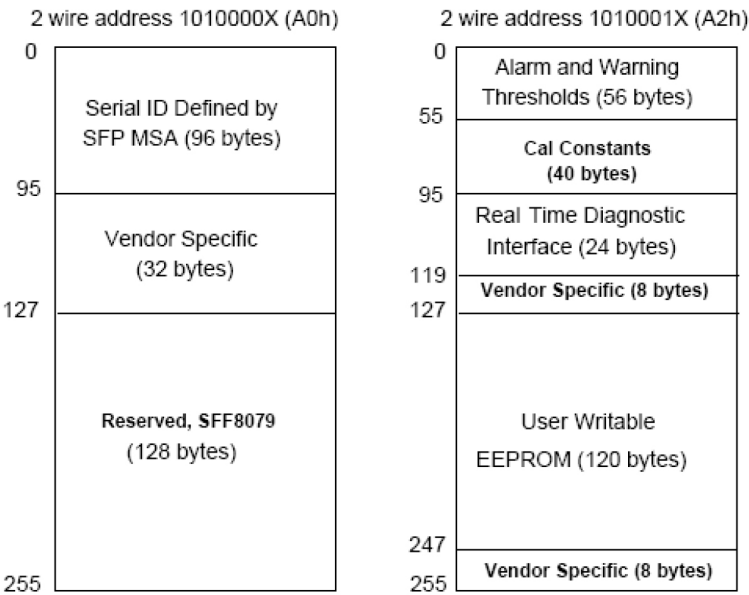 2 wire address 1010000X (A0h)
0
Serial ID Defined by
SFP MSA (96 bytes)
95
Vendor Specific
(32 bytes)
127
Reserved, SFF8079
(128 bytes)
255
2 wire address 1010001X (A2h)
0
Alarm and Warning
Thresholds (56 bytes)
55
Cal Constants
(40 bytes)
95
Real Time Diagnostic
Interface (24 bytes)
119
Vendor Specific (8 bytes)
127
User Writable
EEPROM (120 bytes)
247
Vendor Specific (8 bytes)
255